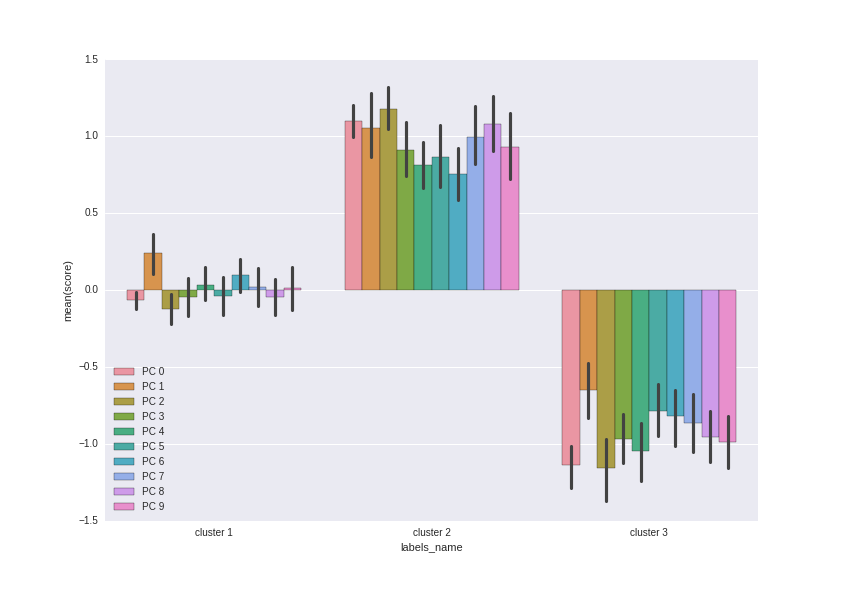 1.5
1.0
0.5
0.0
−0.5
−1.0
−1.5
mean(score)
PC 0
PC 1
PC 2
PC 3
PC 4
PC 5
PC 6
PC 7
PC 8
PC 9
cluster 1 cluster 2 cluster 3
labels_name